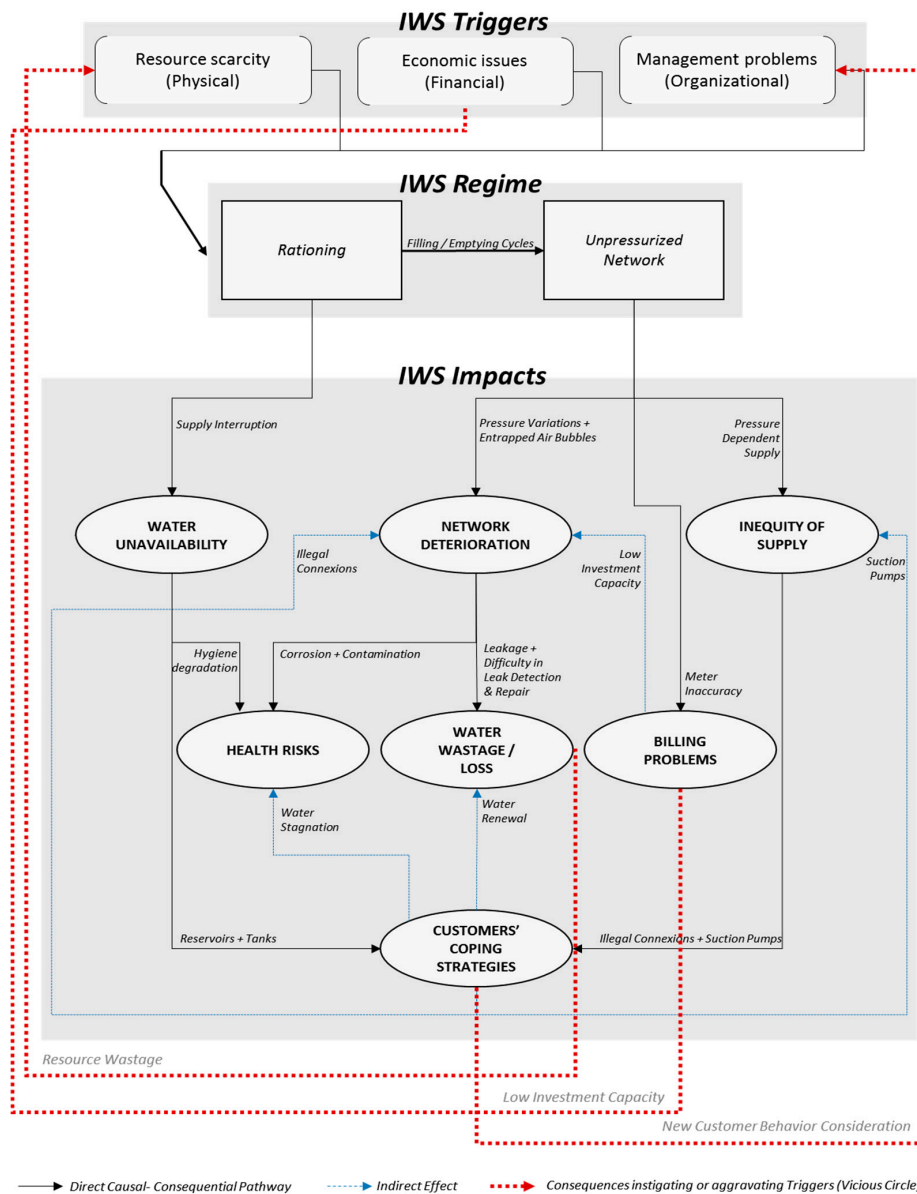 IWS Triggers
Resource scarcity
(Physical)
Economic issues
(Financial)
Management problems
(Organizational)
IWS Regime
Rationing
Filling / Emptying Cycles
Unpressurized
Network
IWS Impacts
Supply Interruption
Pressure Variations +
Entrapped Air Bubbles
Pressure
Dependent
Supply
WATER
UNAVAILABILITY
NETWORK
DETERIORATION
INEQUITY OF
SUPPLY
Illegal
Connexions
Low
Investment
Capacity
Suction
Pumps
Hygiene
degradation
Corrosion + Contamination
Leakage +
Difficulty in
Leak Detection
& Repair
Meter
Inaccuracy
HEALTH RISKS
WATER
WASTAGE /
LOSS
BILLING
PROBLEMS
Water
Stagnation
Water
Renewal
Reservoirs + Tanks
CUSTOMERS'
COPING
STRATEGIES
Illegal Connexions + Suction Pumps
Resource Wastage
Low Investment Capacity
New Customer Behavior Consideration
Direct Causal- Consequential Pathway
Indirect Effect
Consequences instigating or aggravating Triggers (Vicious Circle